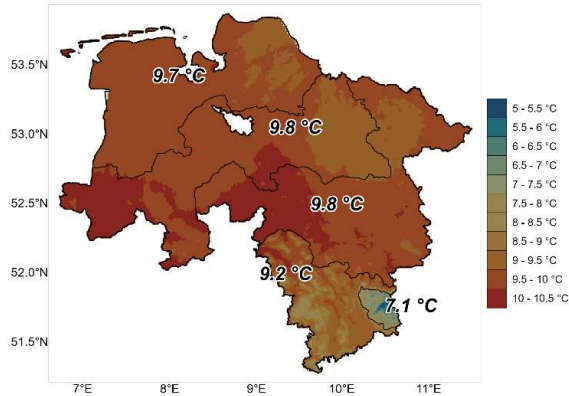 53.5°N
53.0°N
52.5°N
52.0°N
51.5°N
7°E
8°E
9°E
10°E
11°E
9.7 °C
9.8 °C
9.8 °C
9.2 °C
7.1 °C
5 - 5.5 °C
5.5 - 6 °C
6 - 6.5 °C
6.5 - 7 °C
7 - 7.5 °C
7.5 - 8 °C
8 - 8.5 °C
8.5 - 9 °C
9 - 9.5 °C
9.5 - 10 °C
10 - 10.5 °C